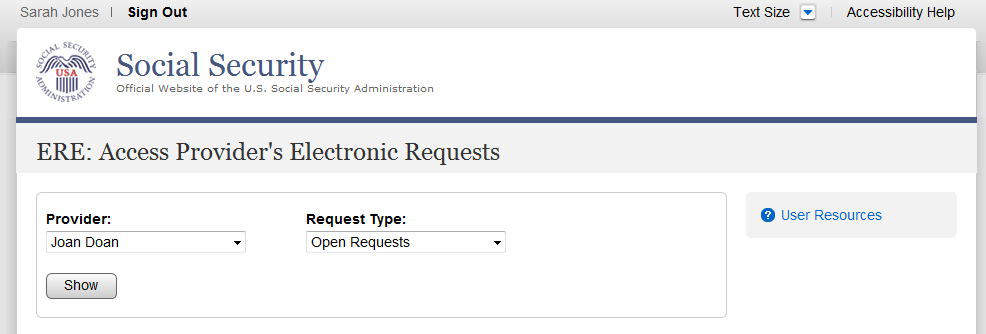 Sarah Jones | Sign Out Text Size | Accessibility Help
SOCIAL SECURITY
USA
ADMINISTRATION
Social Security
Official Website of the U.S. Social Security Administration
ERE: Access Provider's Electronic Requests
Provider: Request Type:
Joan Doan Open Requests
Show
? User Resources